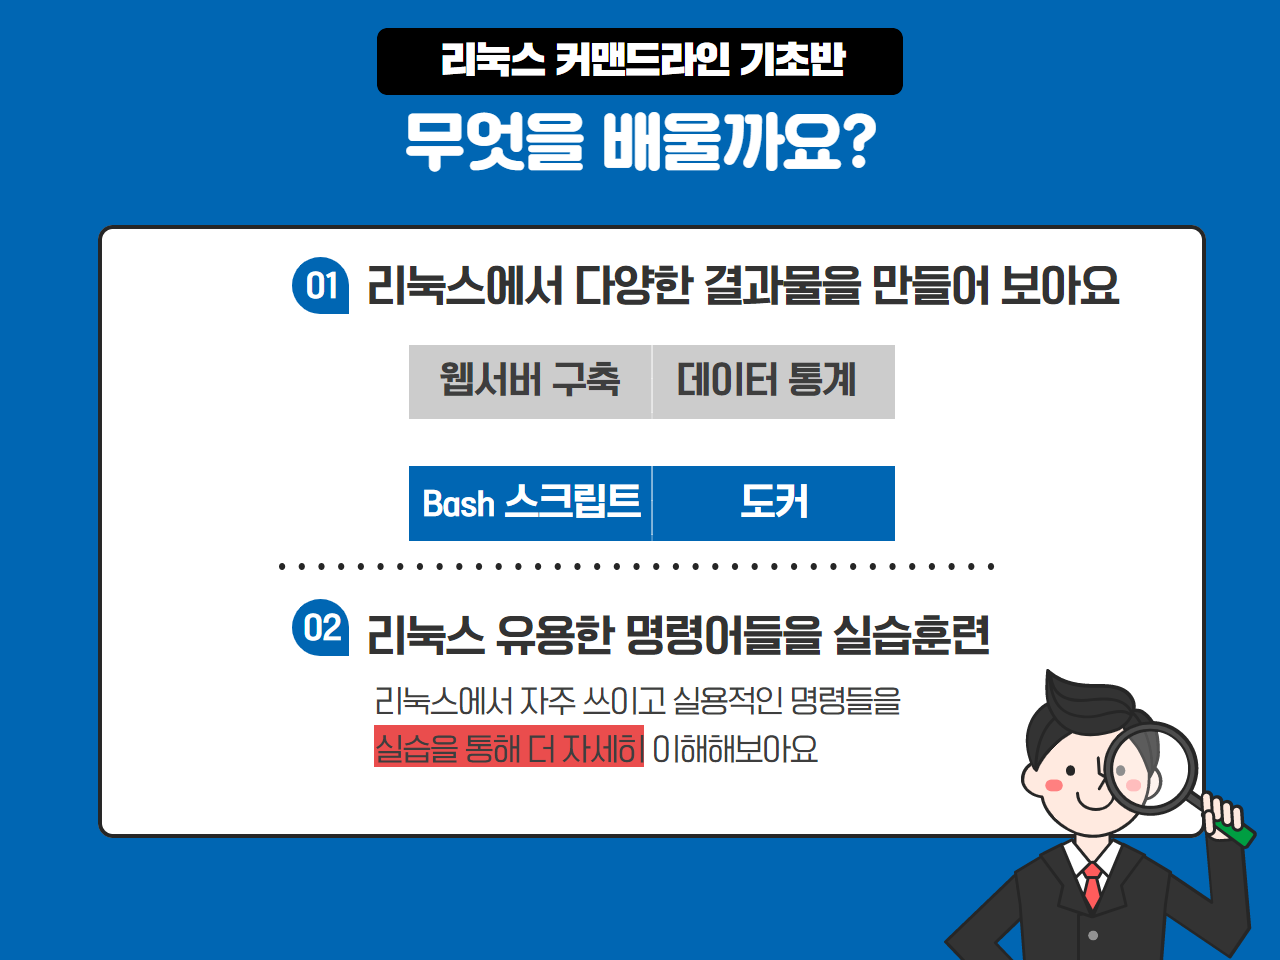 리눅스 커맨드라인 기초반
무엇을 배울까요?
01 리눅스에서 다양한 결과물을 만들어 보아요
웹서버 구축 데이터 통계
Bash 스크립트 도커
02 리눅스 유용한 명령어들을 실습훈련
리눅스에서 자주 쓰이고 실용적인 명령들을
실습을 통해 더 자세히 이해해보아요